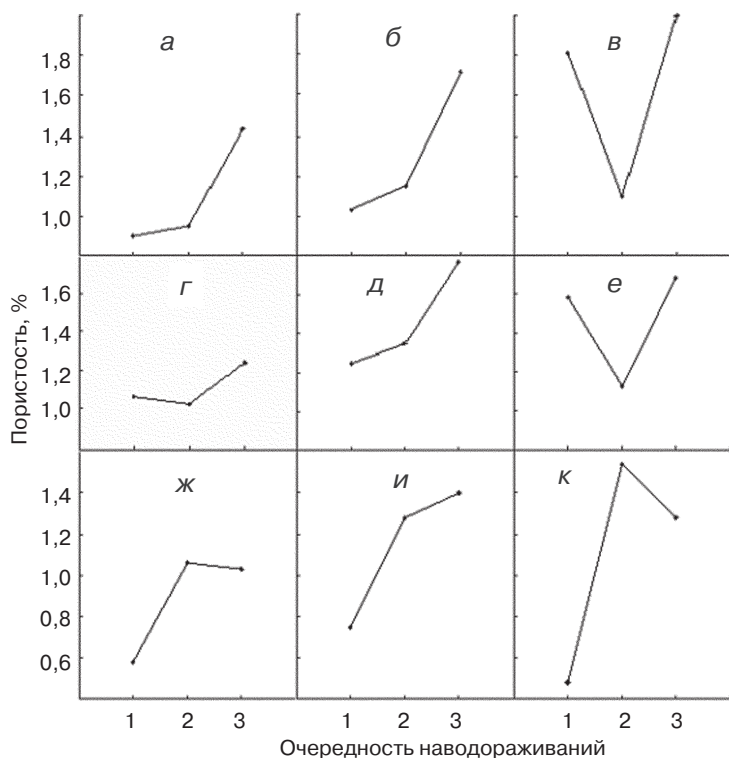 а б в
1,8
1,6
1,4
1,2
1,0
г д е
1,6
1,4
1,2
1,0
Пористость, %
ж и к
1,4
1,2
1,0
0,8
0,6
1 2 3 1 2 3 1 2 3
Очередность наводораживаний